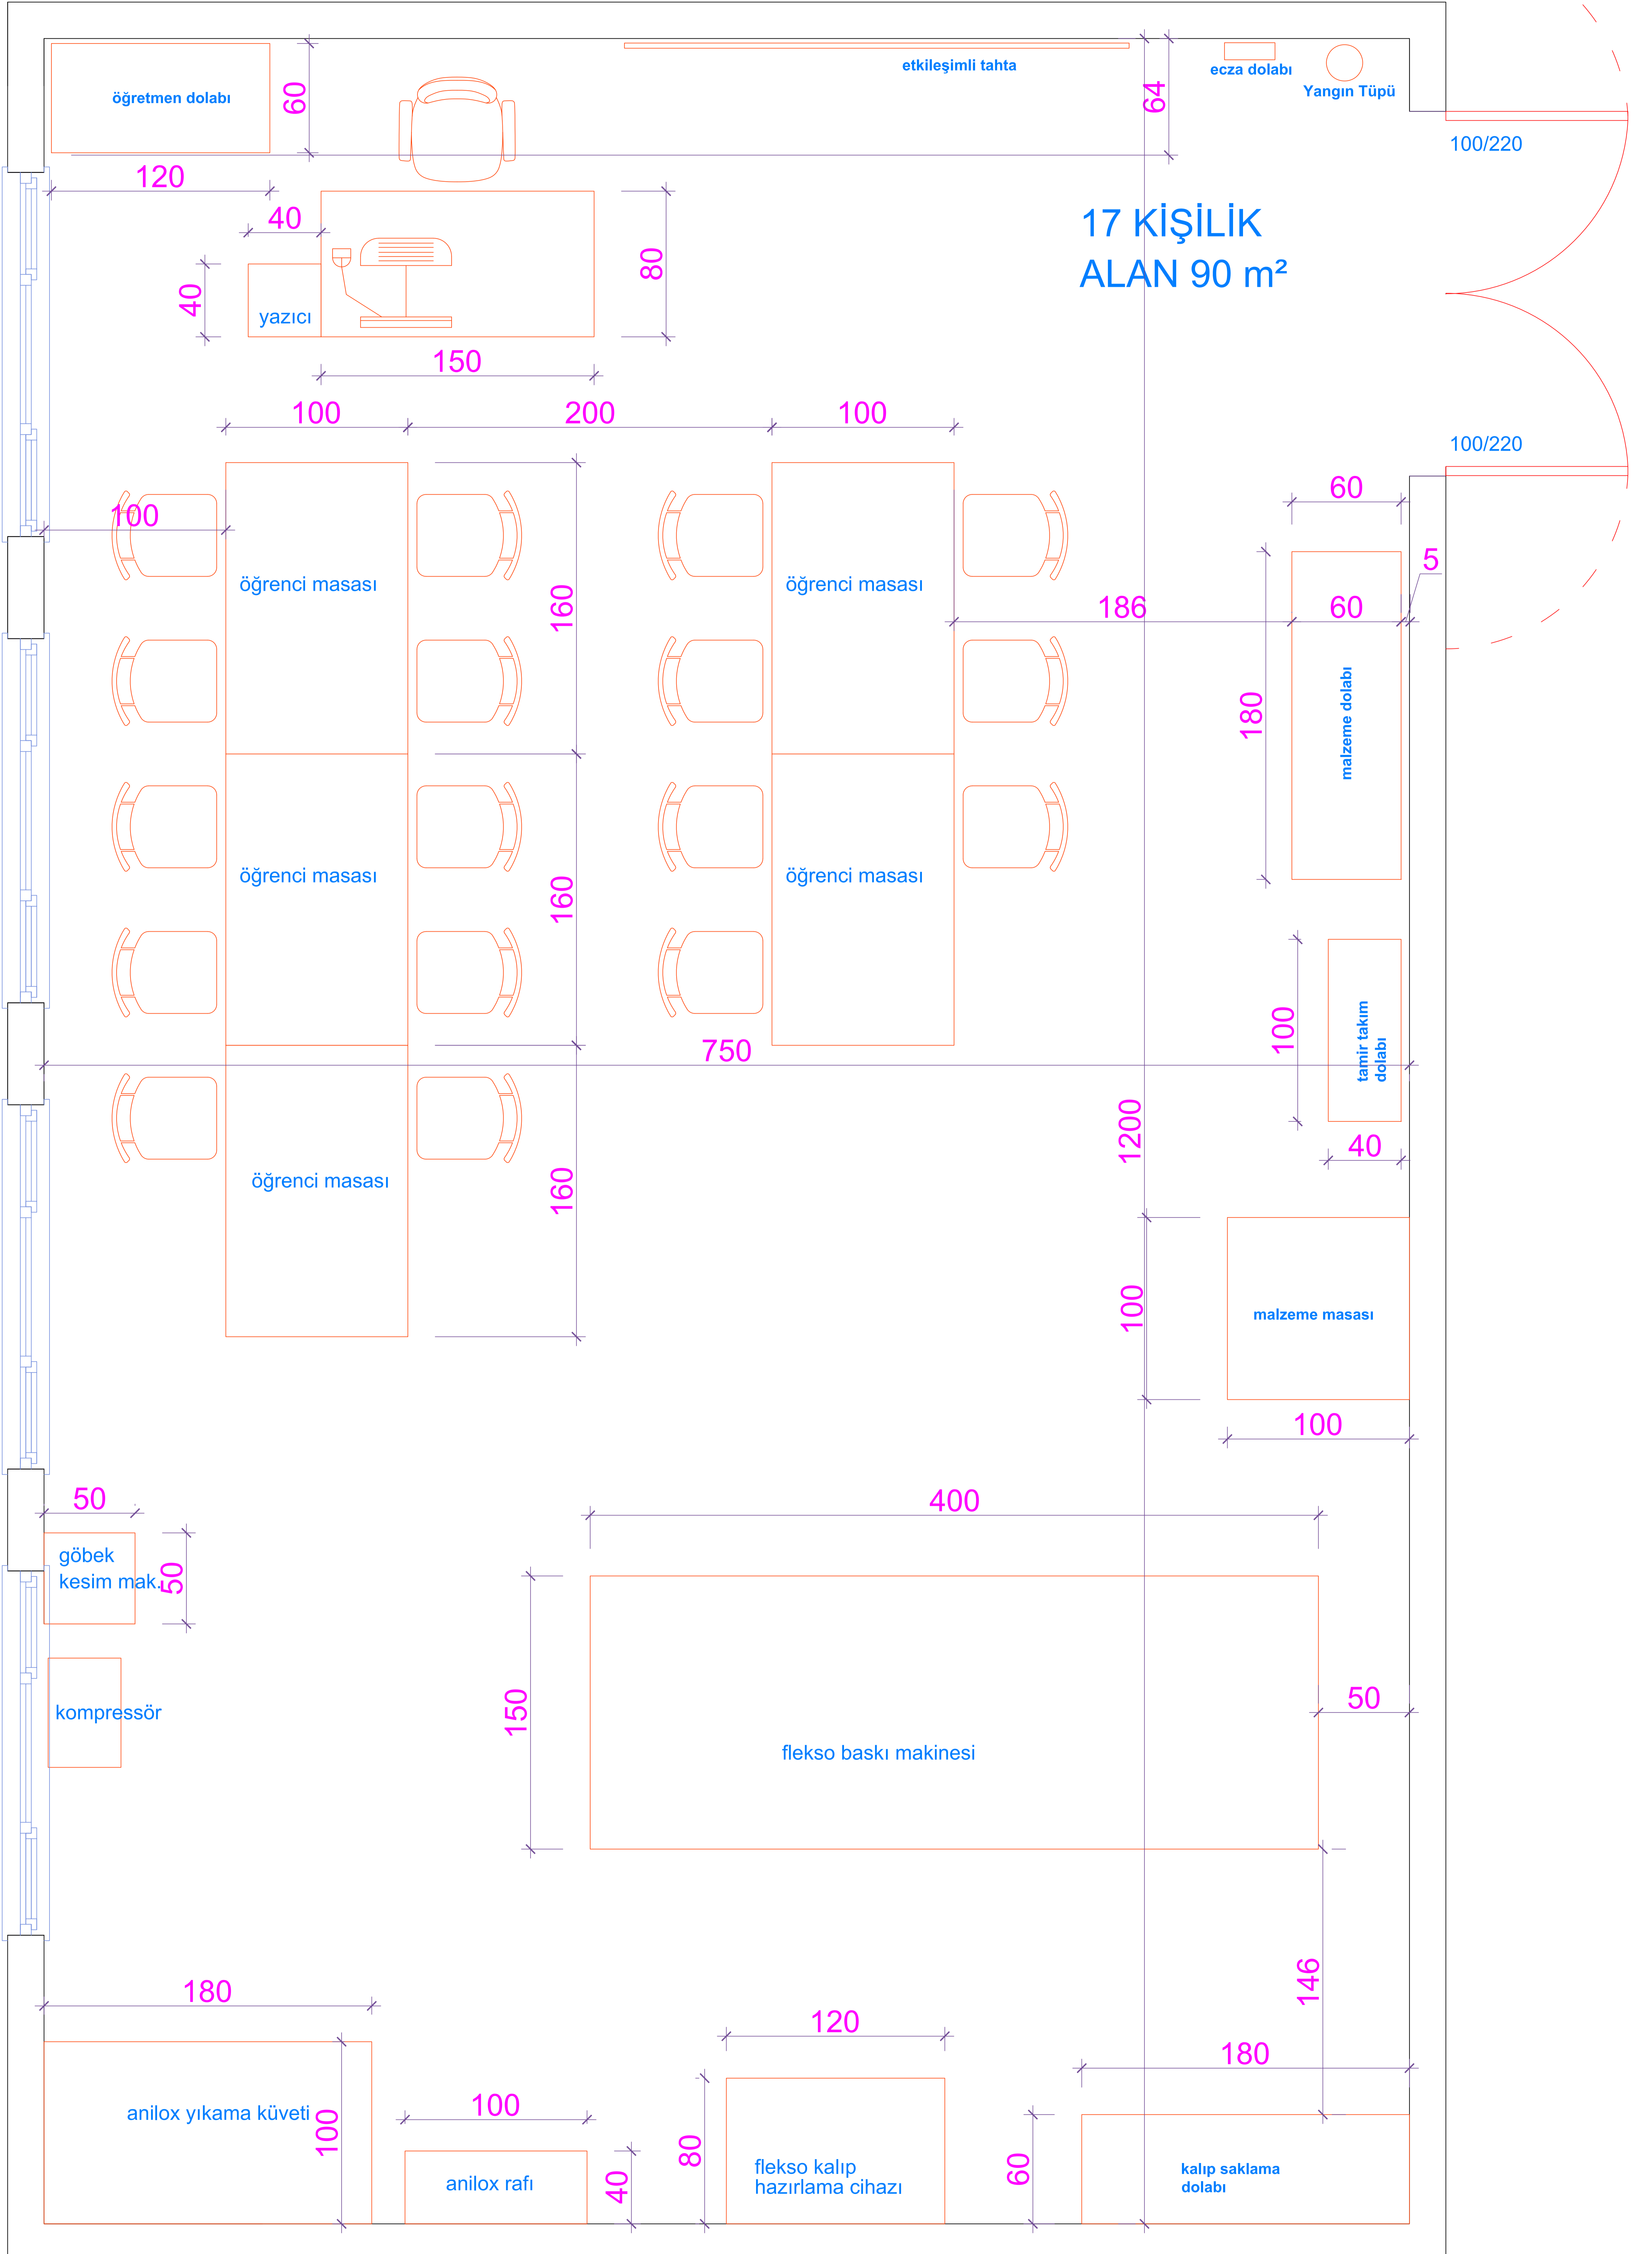 etkileşimli tahta
ecza dolabı
Yangın Tüpü
öğretmen dolabı
60
64
100/220
120
40
17 KİŞİLİK
ALAN 90 m²
80
40
yazıcı
150
100
200
100
100/220
60
100
5
öğrenci masası
öğrenci masası
160
186
60
malzeme dolabı
180
öğrenci masası
öğrenci masası
160
100
tamir takım
dolabı
750
1200
40
öğrenci masası
160
100
malzeme masası
100
50
400
göbek
kesim mak.
50
150
50
kompressör
flekso baskı makinesi
146
180
120
180
anilox yıkama küveti
100
100
80
60
anilox rafı
40
flekso kalıp
hazırlama cihazı
kalıp saklama
dolabı